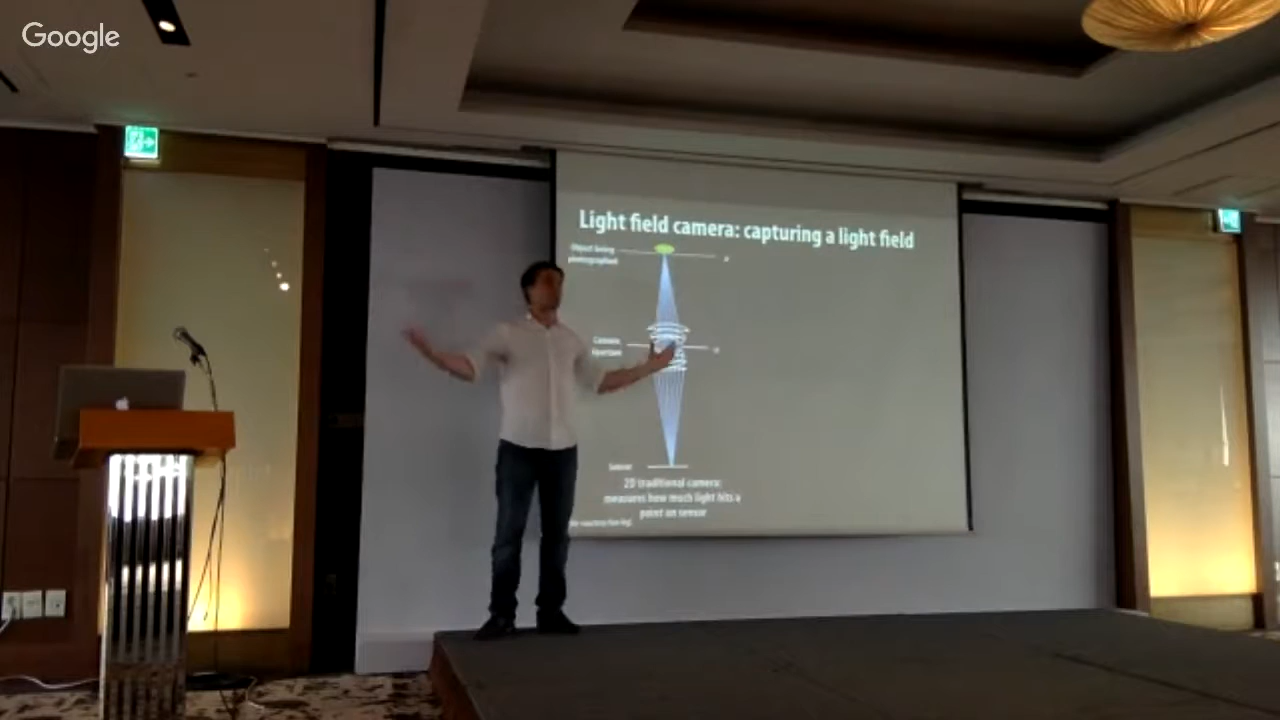 Google
Light field camera: capturing a light field
Object being
photographed
Camera
Aperture
Sensor
2D traditional camera:
measures how much light hits a
point on sensor